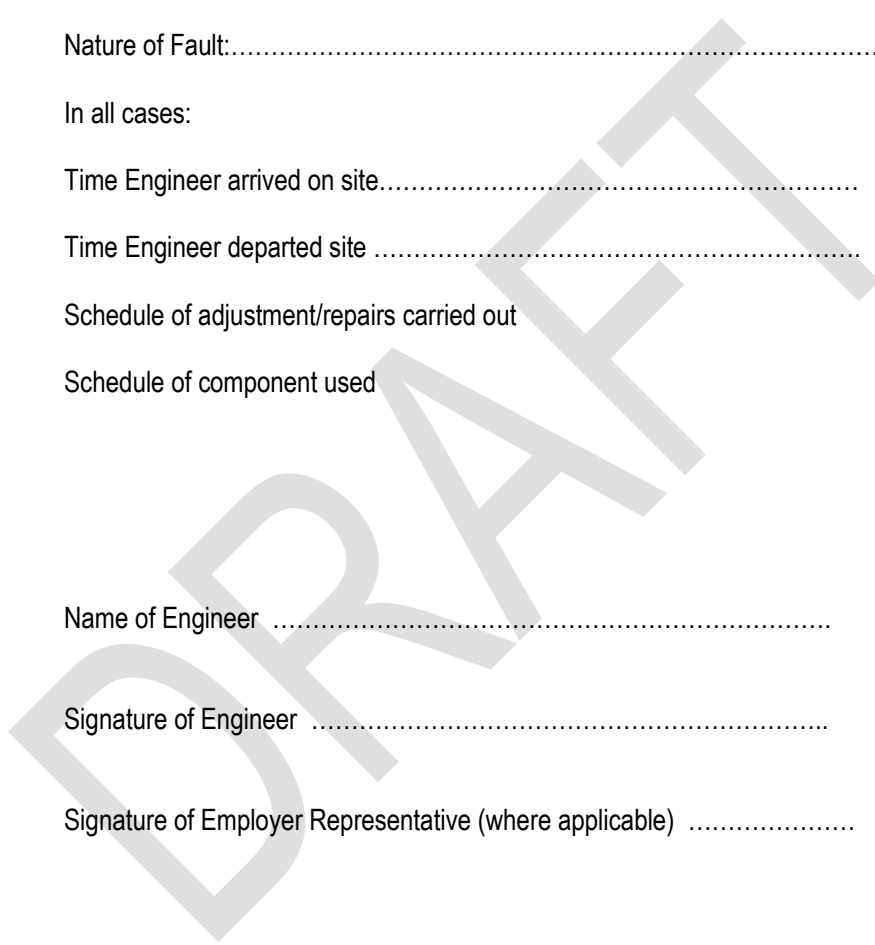 Nature of Fault:………………………………………………………………………
In all cases:
Time Engineer arrived on site……………………………………………………
Time Engineer departed site …………………………………………………….
Schedule of adjustment/repairs carried out
Schedule of component used
Name of Engineer …………………………………………………………….
Signature of Engineer ………………………………………………………..
Signature of Employer Representative (where applicable) …………………
DRAFT